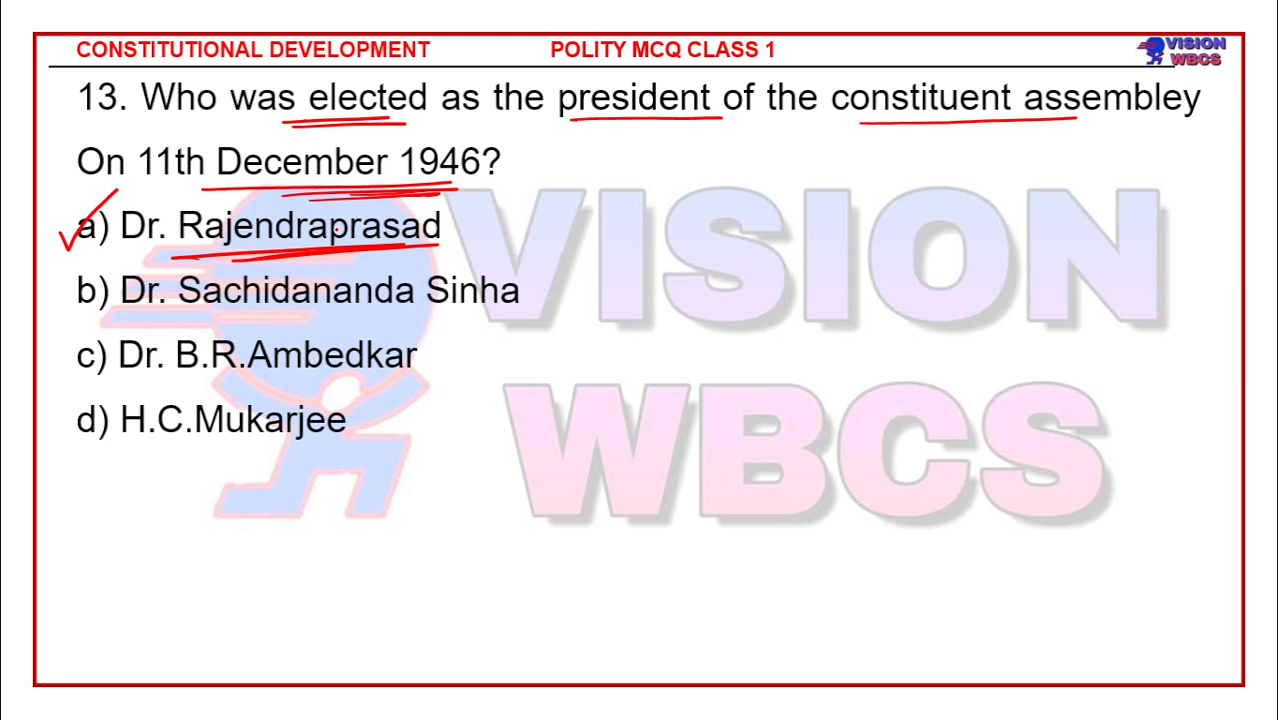 CONSTITUTIONAL DEVELOPMENT POLITY MCQ CLASS 1 VISION WBCS
13. Who was elected as the president of the constituent assembley
On 11th December 1946?
a) Dr. Rajendraprasad
b) Dr. Sachidananda Sinha
c) Dr. B.R.Ambedkar
d) H.C.Mukarjee
VISION
WBCS